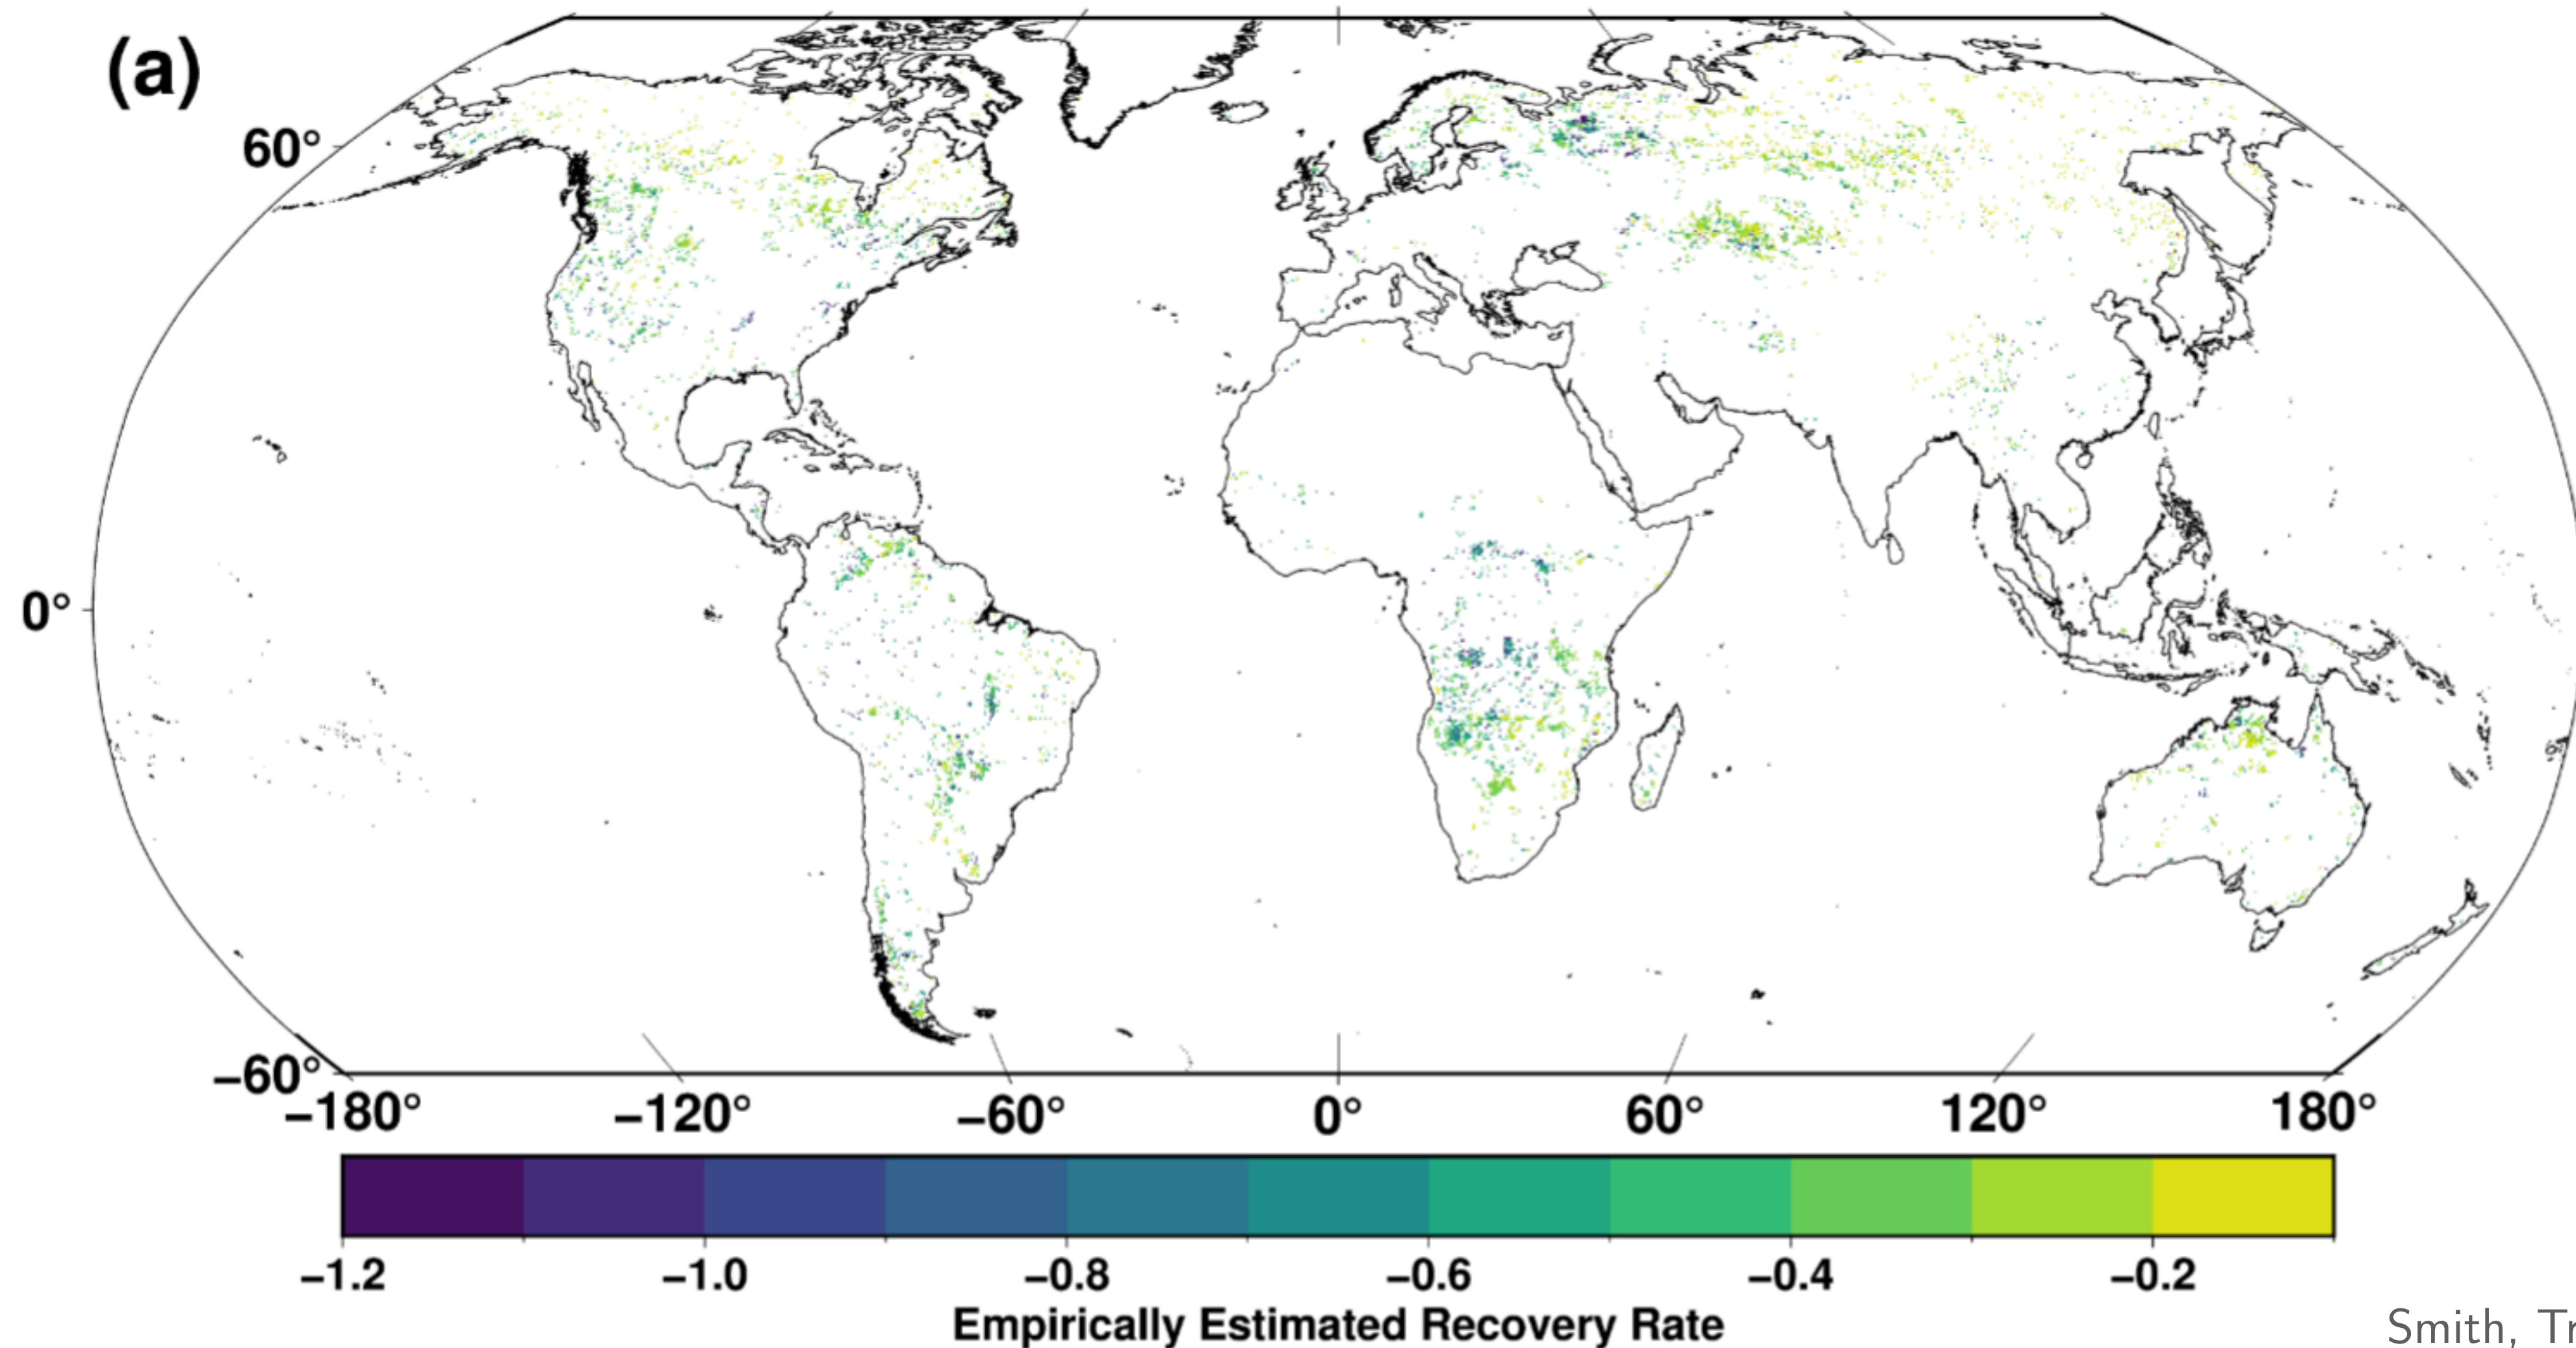 (a)
60°
0°
−60°
−180° −120° −60° 0° 60° 120° 180°
−1.2 −1.0 −0.8 −0.6 −0.4 −0.2
Empirically Estimated Recovery Rate
Smith,